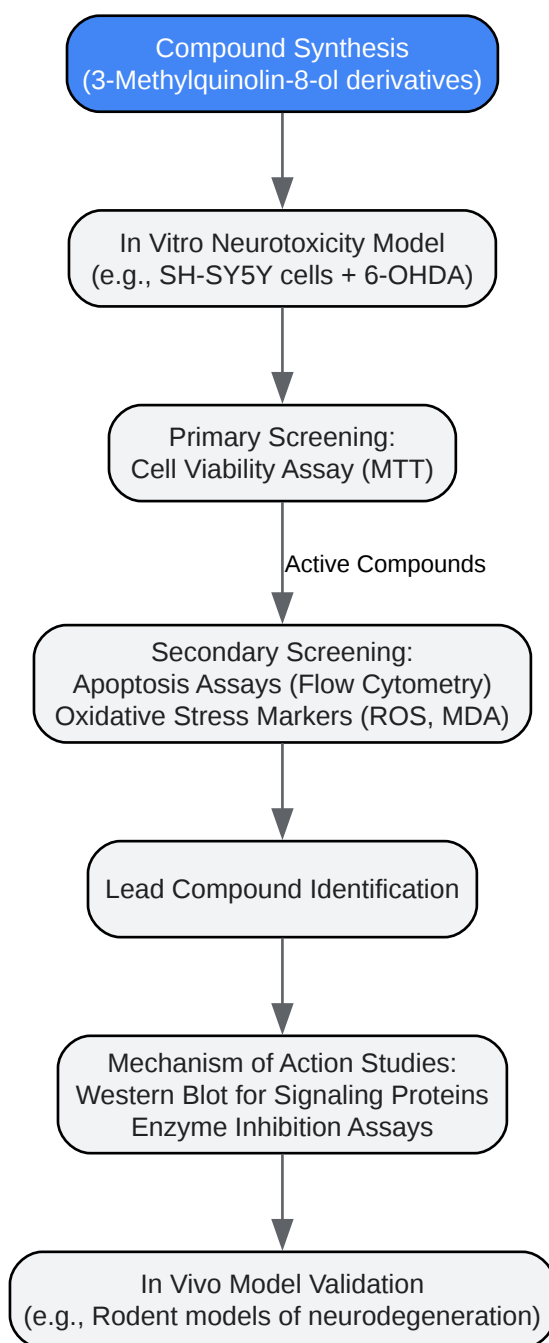 Compound Synthesis
(3-Methylquinolin-8-ol derivatives)
In Vitro Neurotoxicity Model
(e.g., SH-SY5Y cells + 6-OHDA)
Primary Screening:
Cell Viability Assay (MTT)
Active Compounds
Secondary Screening:
Apoptosis Assays (Flow Cytometry)
Oxidative Stress Markers (ROS, MDA)
Lead Compound Identification
Mechanism of Action Studies:
Western Blot for Signaling Proteins
Enzyme Inhibition Assays
In Vivo Model Validation
(e.g., Rodent models of neurodegeneration)